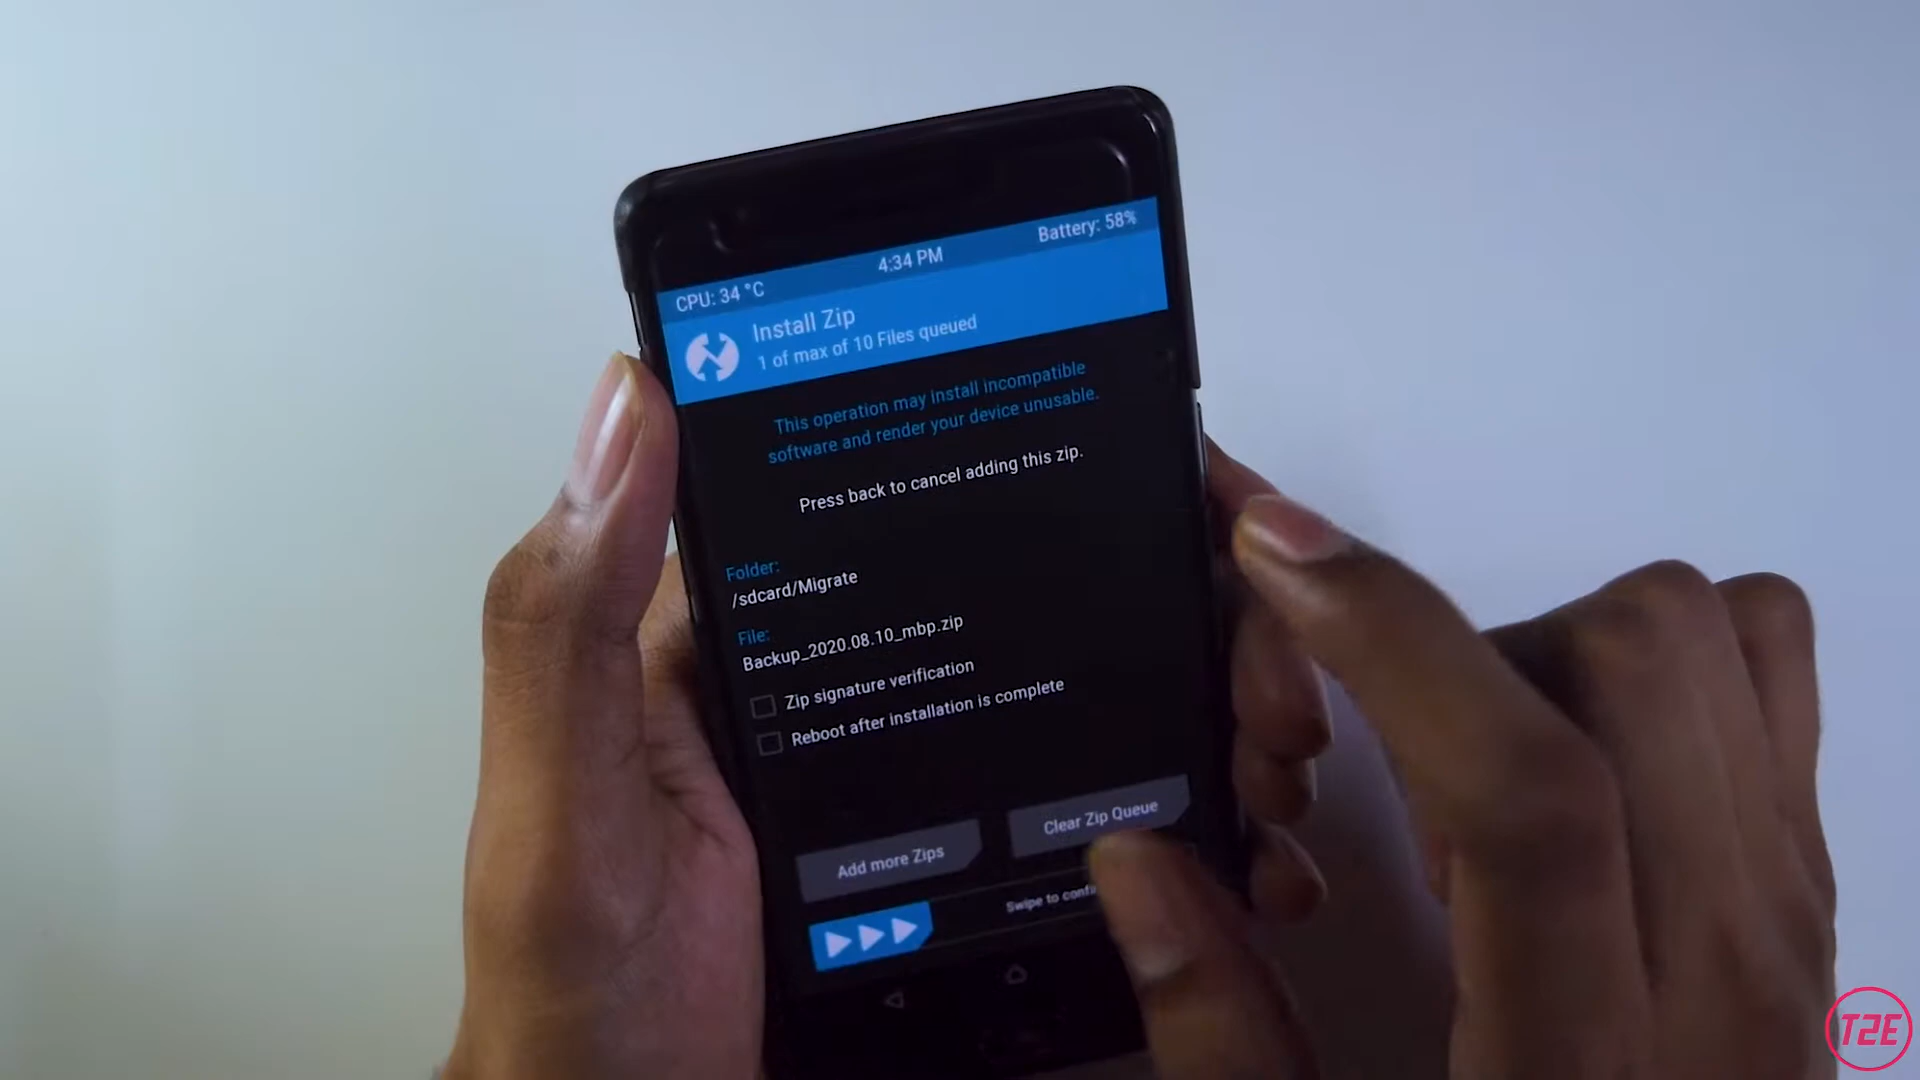 CPU: 34 °C
4:34 PM
Battery: 58%
Install Zip
1 of max of 10 Files queued
This operation may install incompatible
software and render your device unusable.
Press back to cancel adding this zip.
Folder:
/sdcard/Migrate
File:
Backup_2020.08.10_mbp.zip
Zip signature verification
Reboot after installation is complete
Add more Zips
Clear Zip Queue
Swipe to
T2E